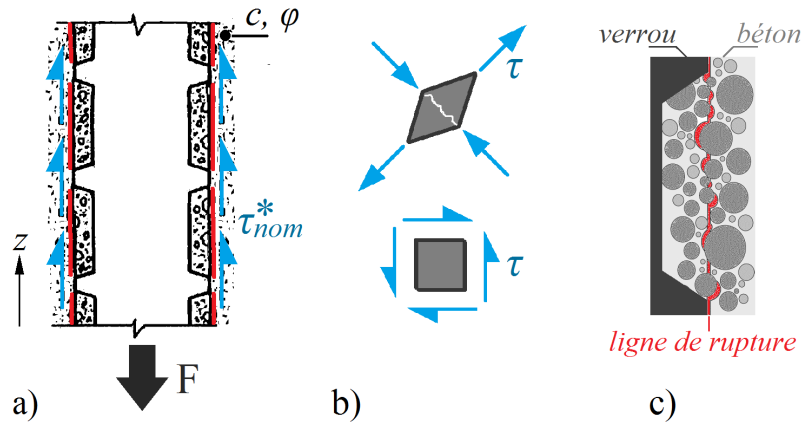 c, φ
τ*nom
z
F
a)
τ
τ
b)
verrou béton
ligne de rupture
c)